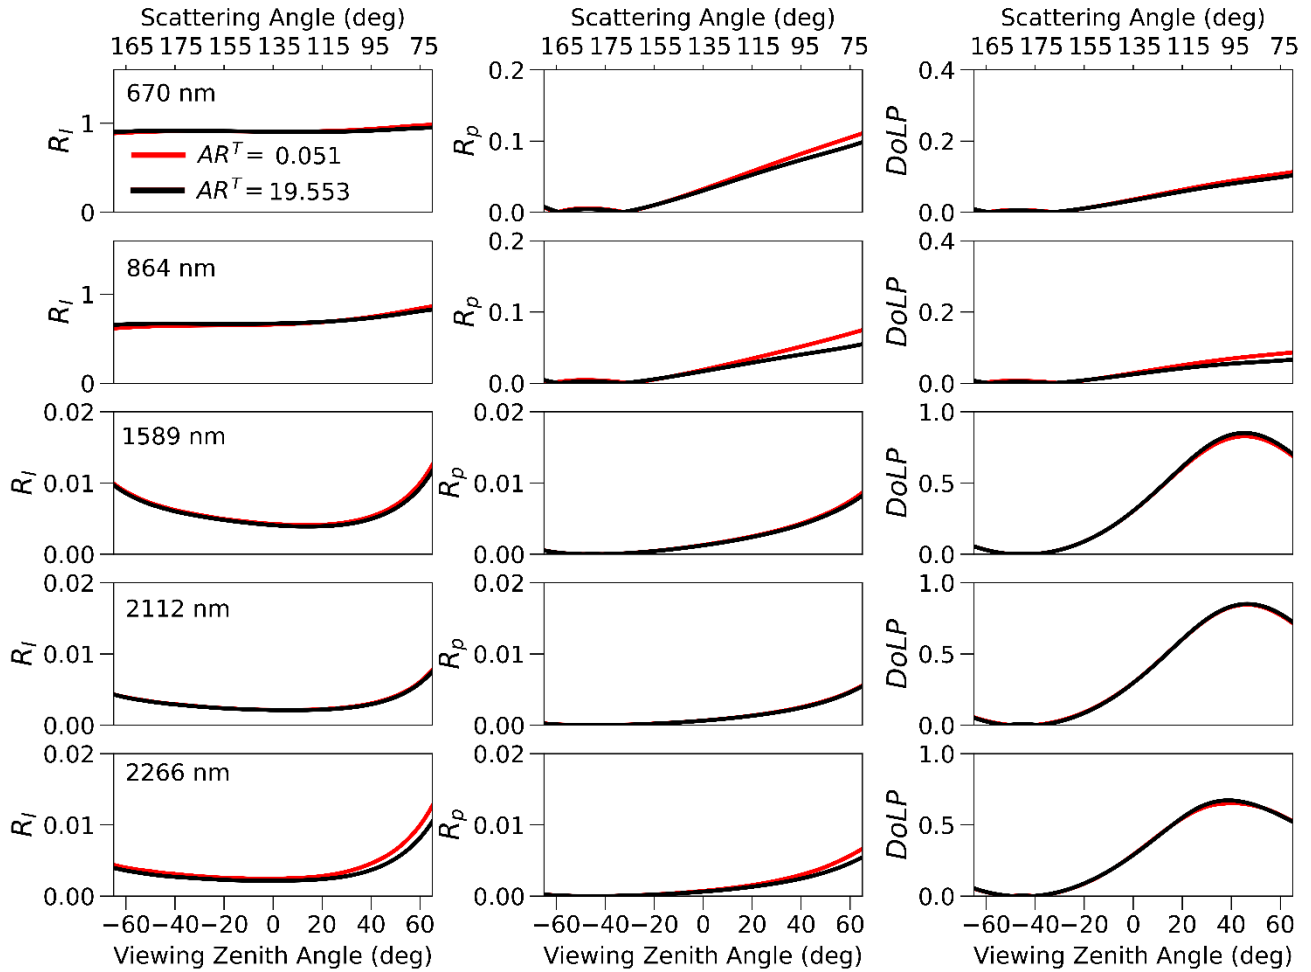 Scattering Angle (deg) Scattering Angle (deg) Scattering Angle (deg)
165 175 155 135 115 95 75 165 175 155 135 115 95 75 165 175 155 135 115 95 75
670 nm
R_I
1
0
AR^T = 0.051
AR^T = 19.553
R_p
0.2
0.1
0.0
DoLP
0.4
0.2
0.0
864 nm
R_I
1
0
R_p
0.2
0.1
0.0
DoLP
0.4
0.2
0.0
1589 nm
R_I
0.02
0.01
0.00
R_p
0.02
0.01
0.00
DoLP
1.0
0.5
0.0
2112 nm
R_I
0.02
0.01
0.00
R_p
0.02
0.01
0.00
DoLP
1.0
0.5
0.0
2266 nm
R_I
0.02
0.01
0.00
R_p
0.02
0.01
0.00
DoLP
1.0
0.5
0.0
−60 −40 −20 0 20 40 60 −60 −40 −20 0 20 40 60 −60 −40 −20 0 20 40 60
Viewing Zenith Angle (deg) Viewing Zenith Angle (deg) Viewing Zenith Angle (deg)